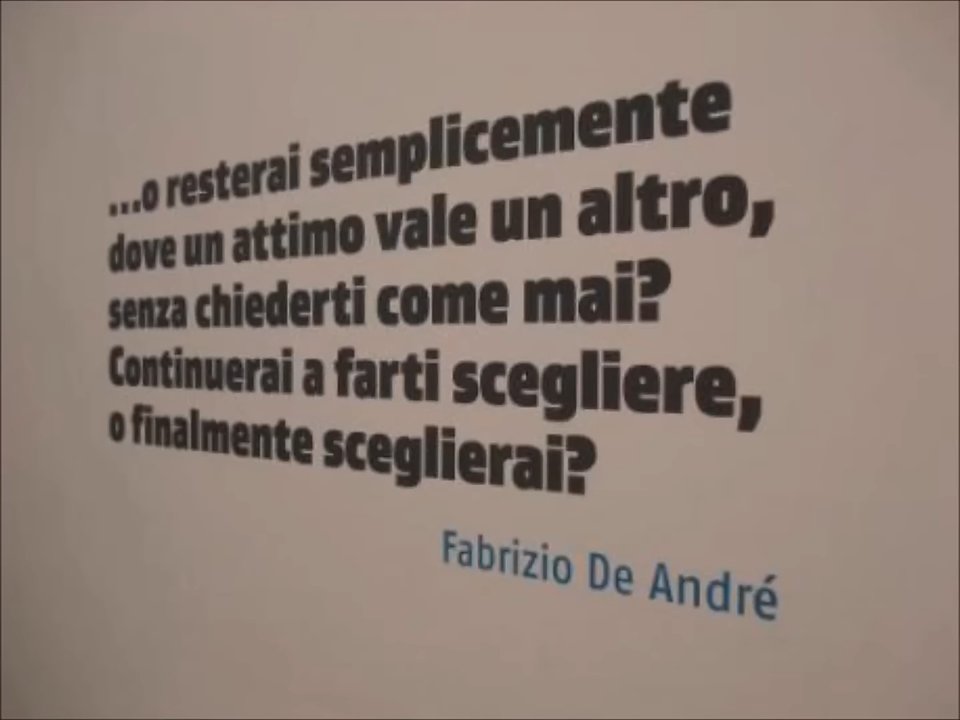 ...o resterai semplicemente
dove un attimo vale un altro,
senza chiederti come mai?
Continuerai a farti scegliere,
o finalmente sceglierai?
Fabrizio De André